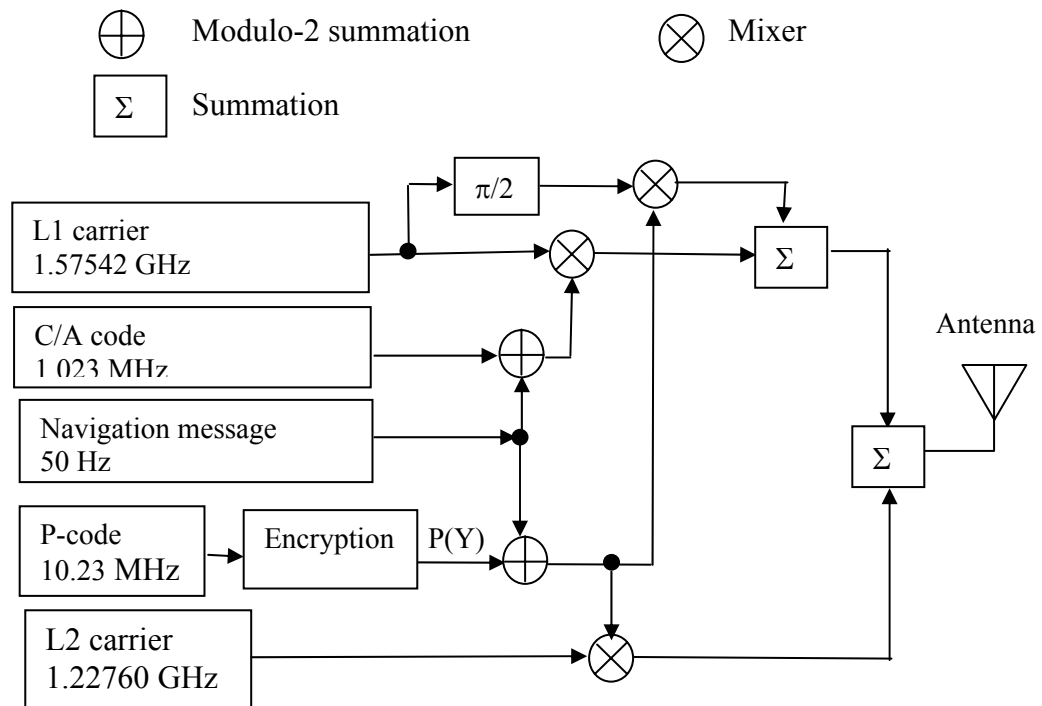 Modulo-2 summation
Mixer
Σ
Summation
π/2
L1 carrier
1.57542 GHz
Σ
C/A code
1.023 MHz
Antenna
Navigation message
50 Hz
Σ
P-code
10.23 MHz
Encryption
P(Y)
L2 carrier
1.22760 GHz